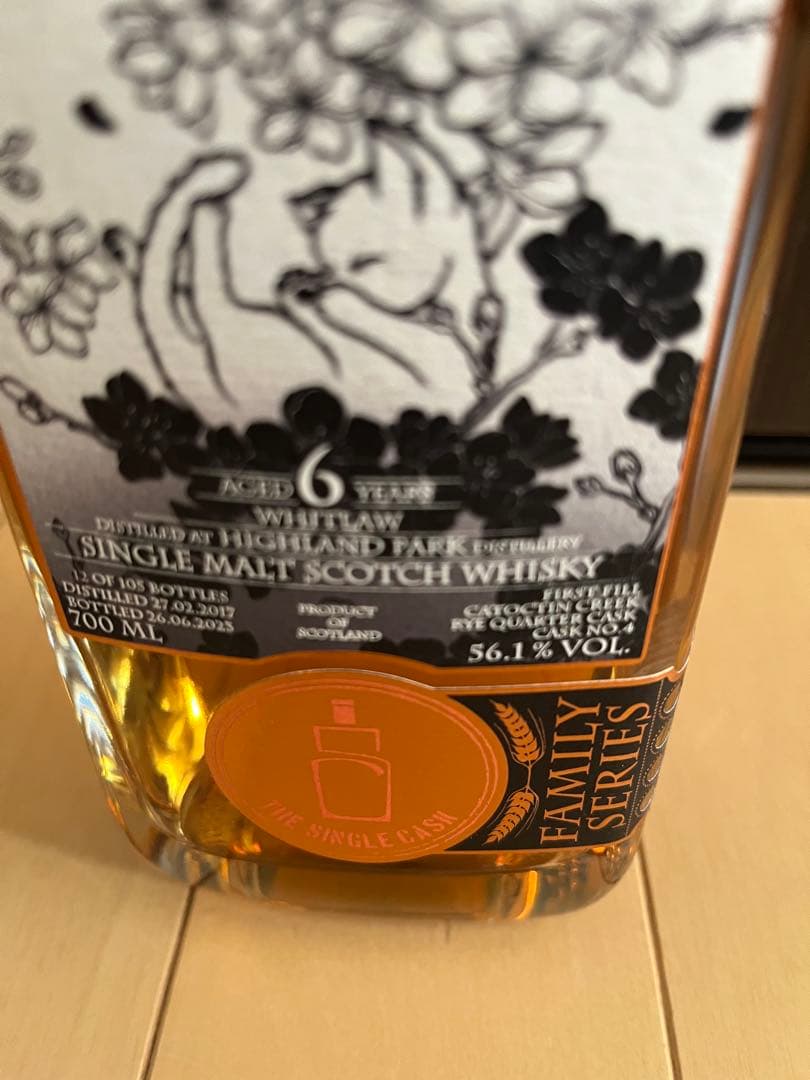 AGED 6 YEARS
WHITLAW
DISTILLED AT HIGHLAND PARK DISTILLERY
SINGLE MALT SCOTCH WHISKY
12 OF 105 BOTTLES
DISTILLED 27.02.2017
BOTTLED 26.06.2023
700 ML
PRODUCT
OF
SCOTLAND
FIRST FILL
CATOCTIN CREEK
RYE QUARTER CASK
CASK NO. 4
56.1 % VOL.
THE SINGLE CASK
FAMILY
SERIES